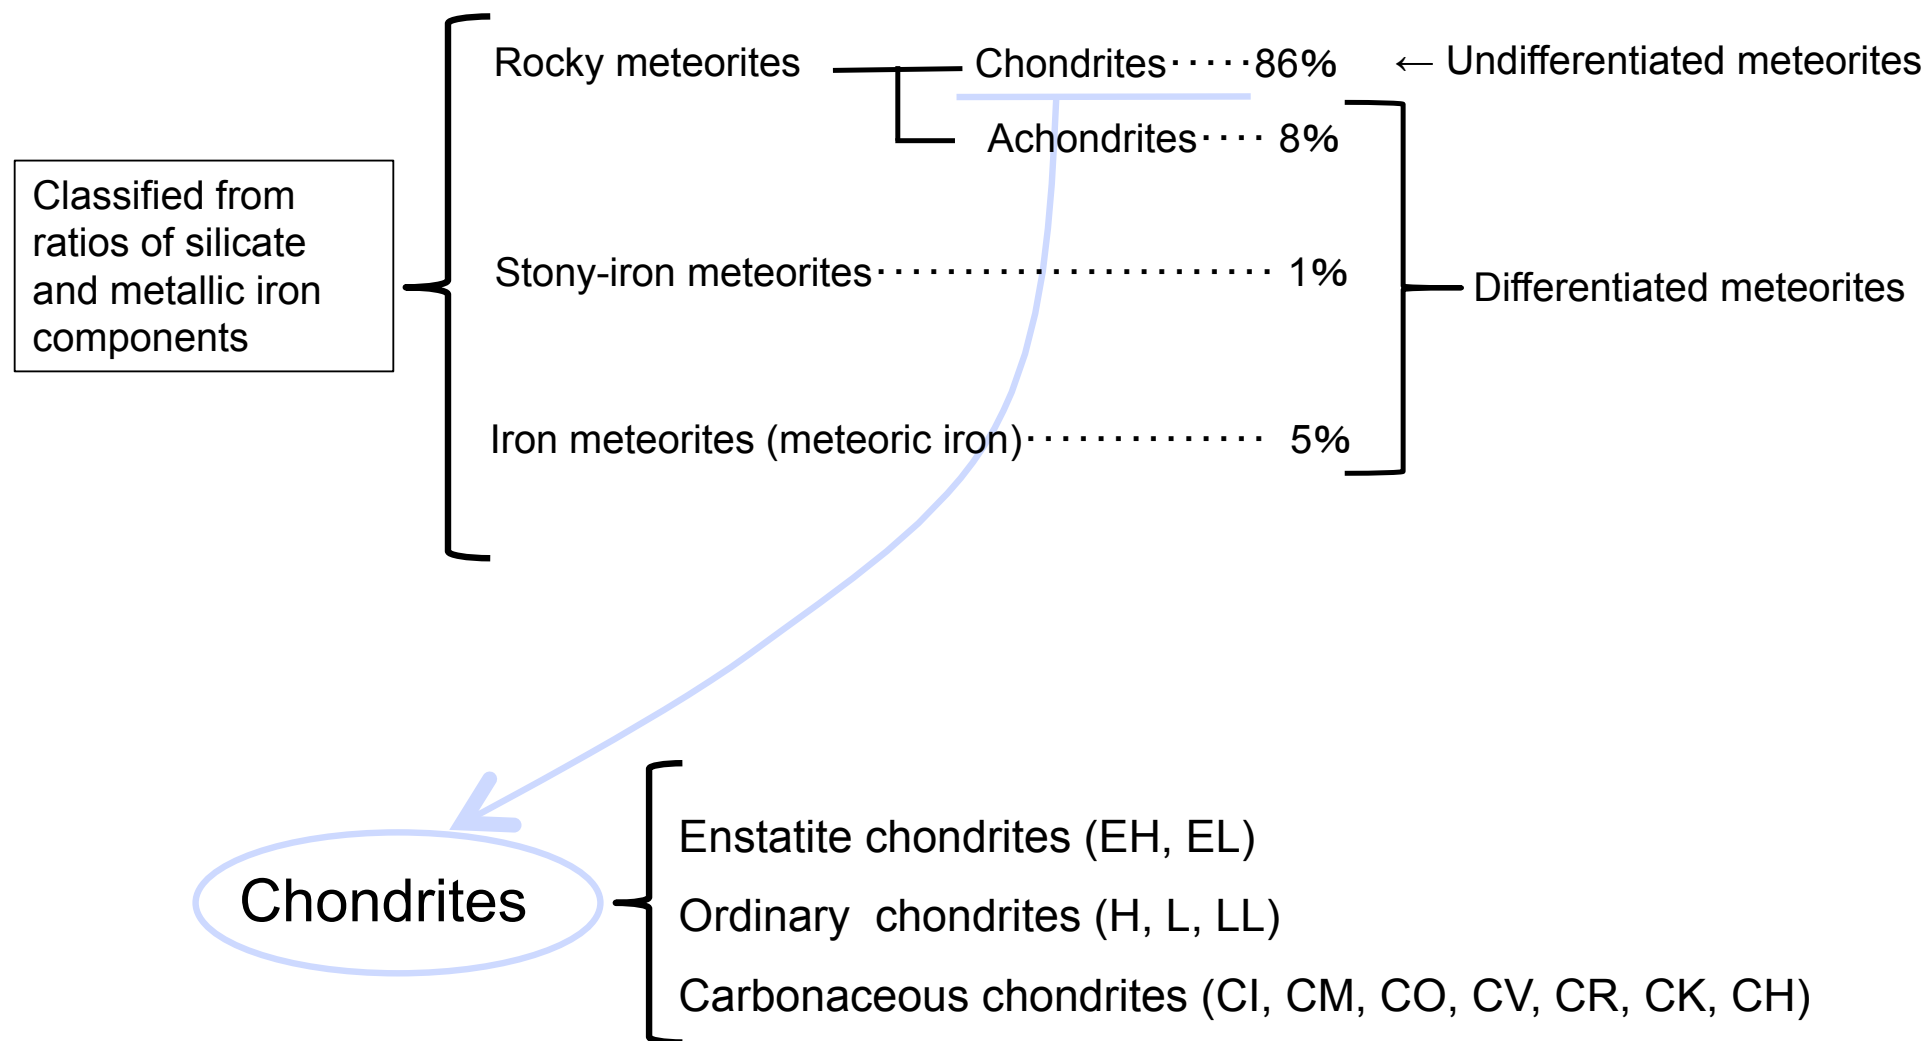 Rocky meteorites Chondrites·····86% ← Undifferentiated meteorites
Achondrites···· 8%
Classified from
ratios of silicate
and metallic iron
components
Stony-iron meteorites······················· 1%
Differentiated meteorites
Iron meteorites (meteoric iron)·············· 5%
Chondrites
Enstatite chondrites (EH, EL)
Ordinary chondrites (H, L, LL)
Carbonaceous chondrites (CI, CM, CO, CV, CR, CK, CH)